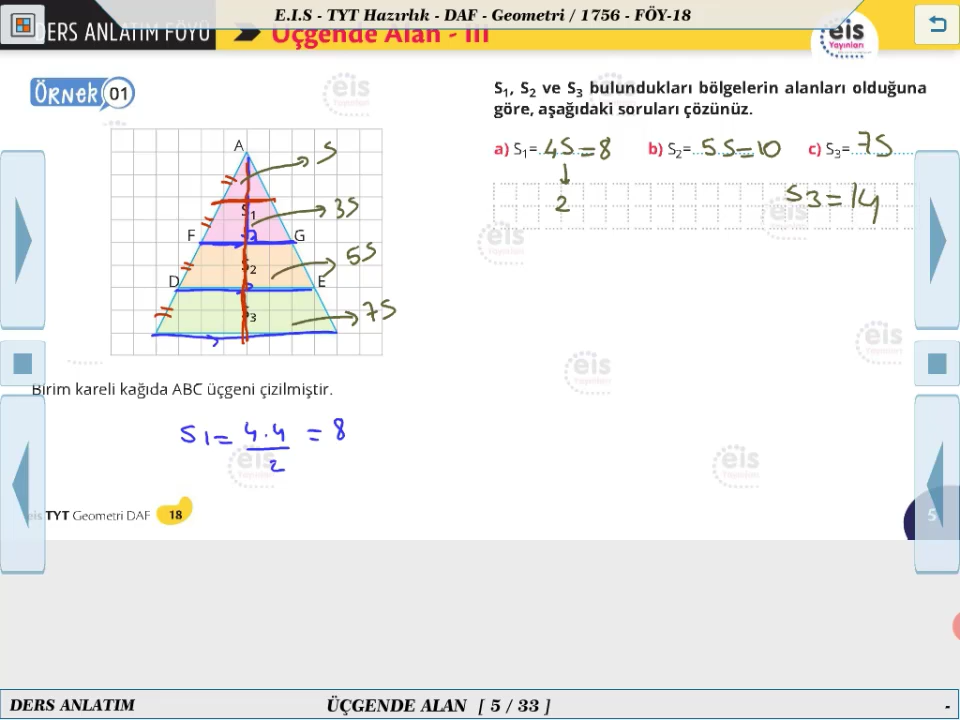 E.I.S - TYT Hazırlık - DAF - Geometri / 1756 - FÖY-18
DERS ANLATIM FÖYÜ
Üçgende Alan - III
eis
Yayınları
ÖRNEK 01
A
S
S1
3S
F
G
S2
5S
D
E
S3
7S
Birim kareli kağıda ABC üçgeni çizilmiştir.
S1 = 4.4/2 = 8
S1, S2 ve S3 bulundukları bölgelerin alanları olduğuna
göre, aşağıdaki soruları çözünüz.
a) S1= 4S = 8 b) S2= 5S = 10 c) S3= 7S
2
S3 = 14
eis TYT Geometri DAF 18
5
DERS ANLATIM ÜÇGENDE ALAN [ 5 / 33 ] -